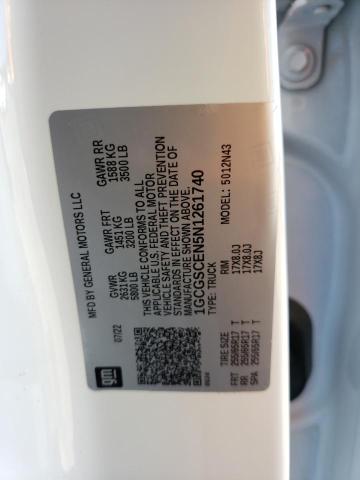 MFD BY GENERAL MOTORS LLC
07/22
GVWR
2631 KG
5800 LB
GAWR FRT
1451 KG
3200 LB
GAWR RR
1588 KG
3500 LB
THIS VEHICLE CONFORMS TO ALL
APPLICABLE U.S. FEDERAL MOTOR
VEHICLE SAFETY AND THEFT PREVENTION
STANDARDS IN EFFECT ON THE DATE OF
MANUFACTURE SHOWN ABOVE.
1GCGSCEN5N1261740
TYPE: TRUCK
MODEL: 5012N43
gm
TIRE SIZE RIM
FRT 255/65R17 T 17X8.0J
RR 255/65R17 T 17X8.0J
SPA 255/65R17 T 17X8J